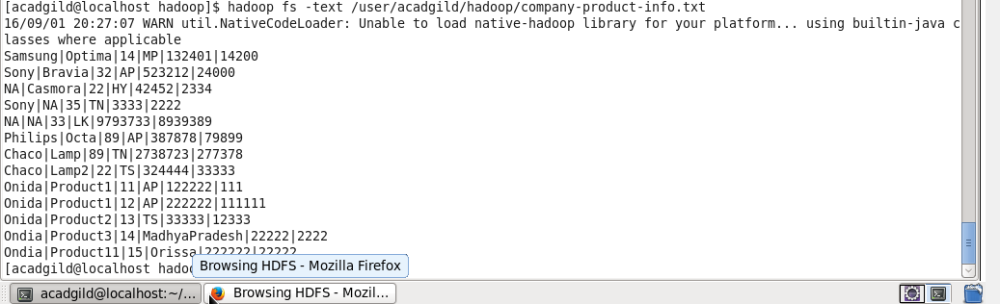 [acadgild@localhost hadoop]$ hadoop fs -text /user/acadgild/hadoop/company-product-info.txt
16/09/01 20:27:07 WARN util.NativeCodeLoader: Unable to load native-hadoop library for your platform... using builtin-java c
lasses where applicable
Samsung|Optima|14|MP|132401|14200
Sony|Bravia|32|AP|523212|24000
NA|Casmora|22|HY|42452|2334
Sony|NA|35|TN|3333|2222
NA|NA|33|LK|9793733|8939389
Philips|Octa|89|AP|387878|79899
Chaco|Lamp|89|TN|2738723|277378
Chaco|Lamp2|22|TS|324444|33333
Onida|Product1|11|AP|122222|111
Onida|Product1|12|AP|222222|111111
Onida|Product2|13|TS|33333|12333
Ondia|Product3|14|MadhyaPradesh|22222|2222
Ondia|Product11|15|Orissa|222222|22222
[acadgild@localhost hado
Browsing HDFS - Mozilla Firefox
acadgild@localhost:~/...
Browsing HDFS - Mozil...